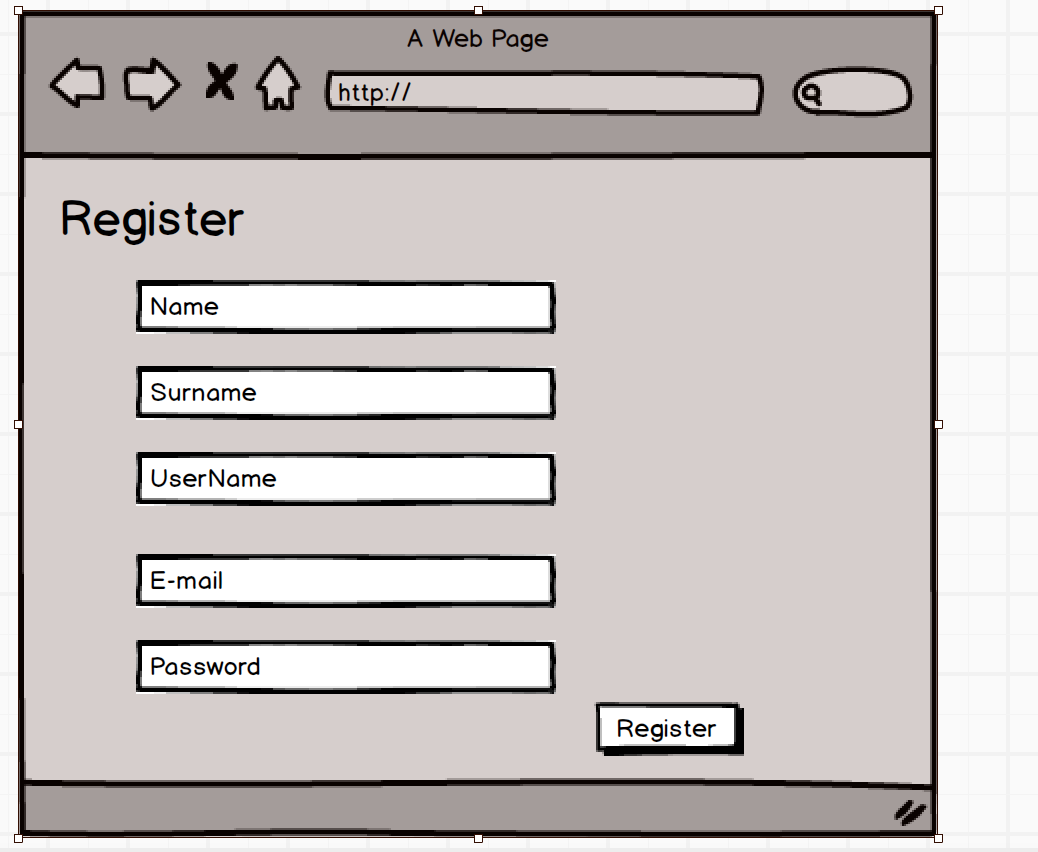 A Web Page
http://
Register
Name
Surname
UserName
E-mail
Password
Register